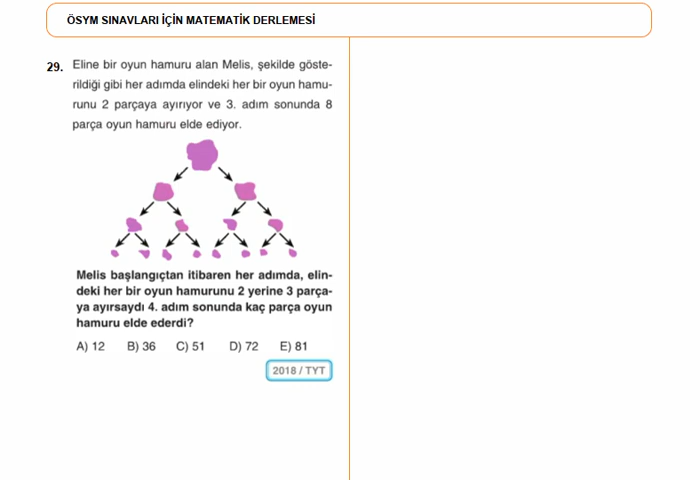 ÖSYM SINAVLARI İÇİN MATEMATİK DERLEMESİ
29. Eline bir oyun hamuru alan Melis, şekilde göste-
rildiği gibi her adımda elindeki her bir oyun hamu-
runu 2 parçaya ayırıyor ve 3. adım sonunda 8
parça oyun hamuru elde ediyor.
Melis başlangıçtan itibaren her adımda, elin-
deki her bir oyun hamurunu 2 yerine 3 parça-
ya ayırsaydı 4. adım sonunda kaç parça oyun
hamuru elde ederdi?
A) 12 B) 36 C) 51 D) 72 E) 81
2018 / TYT